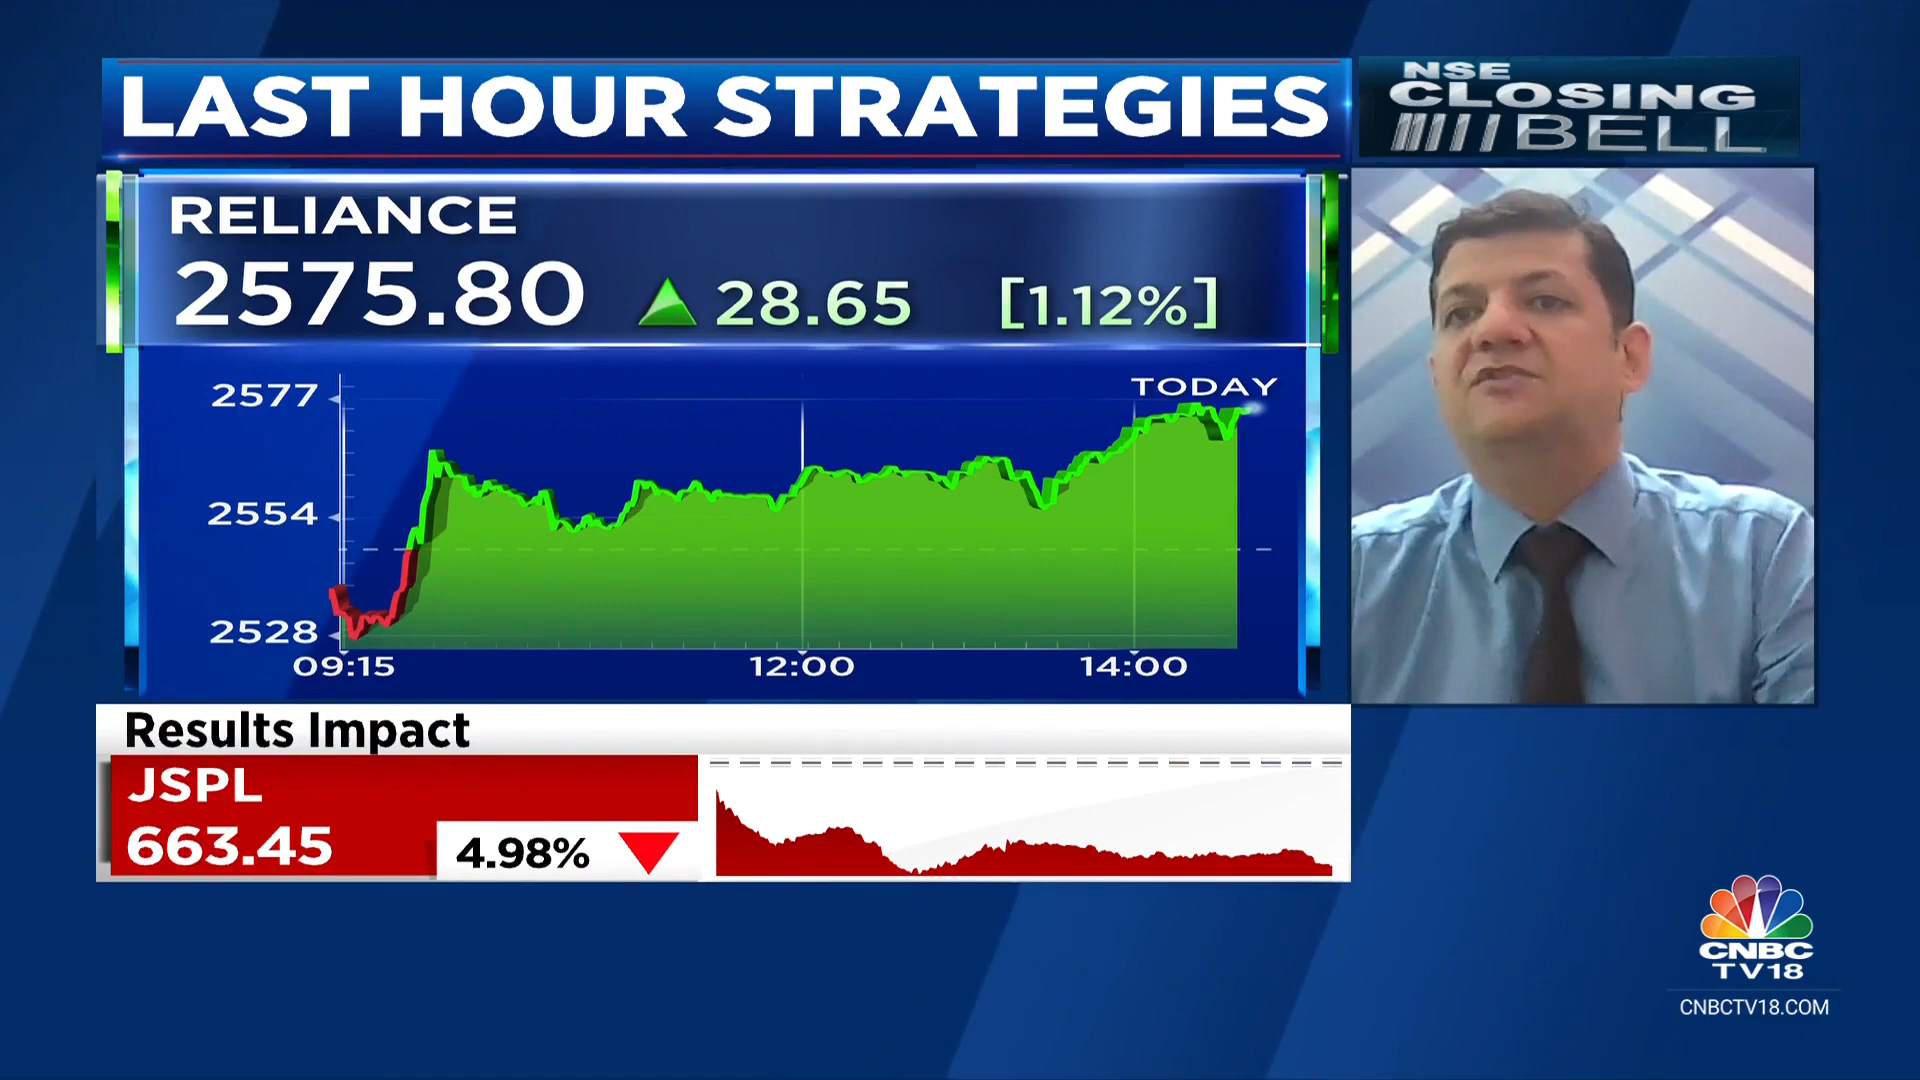 LAST HOUR STRATEGIES
NSE
CLOSING
BELL
RELIANCE
2575.80 ▲ 28.65 [1.12%]
TODAY
2577
2554
2528
09:15 12:00 14:00
Results Impact
JSPL
663.45 4.98% ▼
CNBC
TV18
CNBCTV18.COM